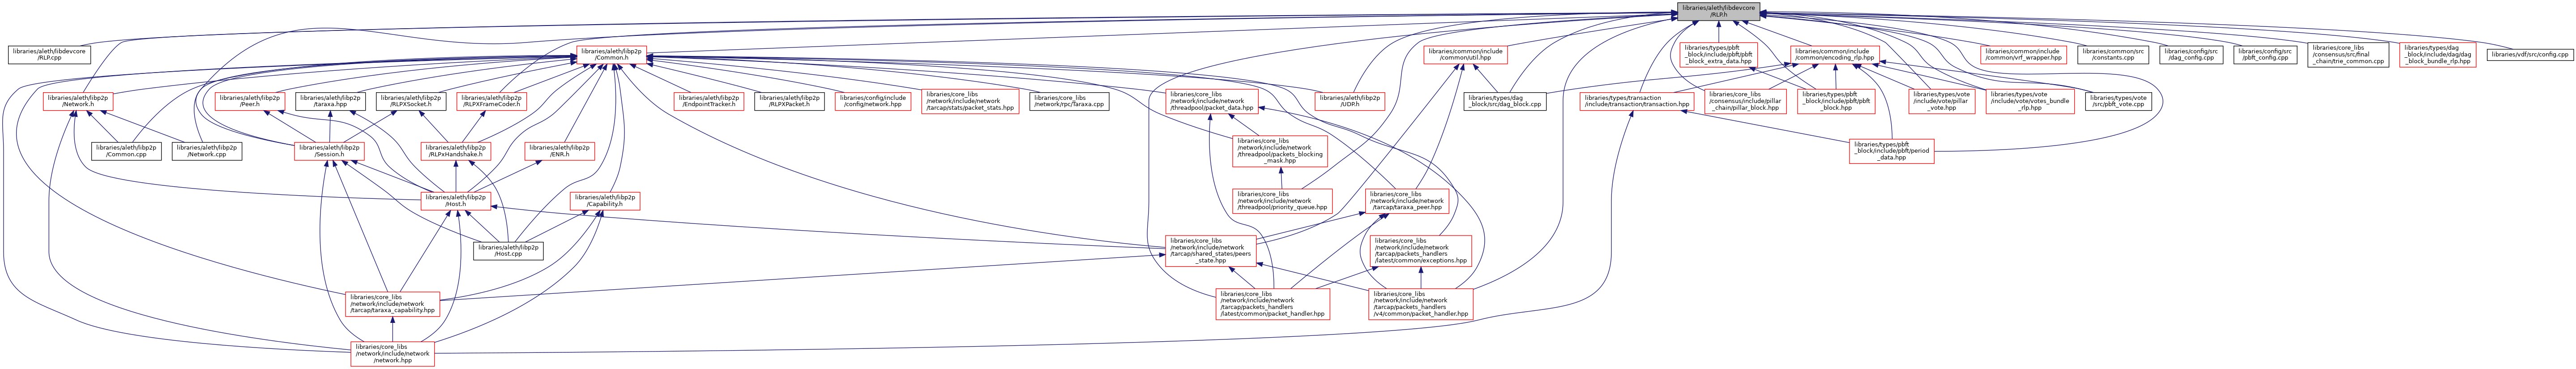 libraries/aleth/libdevcore
/RLP.h
libraries/aleth/libdevcore
/RLP.cpp
libraries/aleth/libp2p
/Common.h
libraries/common/include
/common/util.hpp
libraries/types/pbft
_block/include/pbft/pbft
_block_extra_data.hpp
libraries/common/include
/common/encoding_rlp.hpp
libraries/common/include
/common/vrf_wrapper.hpp
libraries/common/src
/constants.cpp
libraries/config/src
/dag_config.cpp
libraries/config/src
/pbft_config.cpp
libraries/core_libs
/consensus/src/final
_chain/trie_common.cpp
libraries/types/dag
_block/include/dag/dag
_block_bundle_rlp.hpp
libraries/vdf/src/config.cpp
libraries/aleth/libp2p
/Network.h
libraries/aleth/libp2p
/Peer.h
libraries/aleth/libp2p
/taraxa.hpp
libraries/aleth/libp2p
/RLPXSocket.h
libraries/aleth/libp2p
/RLPXFrameCoder.h
libraries/aleth/libp2p
/EndpointTracker.h
libraries/aleth/libp2p
/RLPXPacket.h
libraries/config/include
/config/network.hpp
libraries/core_libs
/network/include/network
/tarcap/stats/packet_stats.hpp
libraries/core_libs
/network/rpc/Taraxa.cpp
libraries/core_libs
/network/include/network
/threadpool/packet_data.hpp
libraries/aleth/libp2p
/UDP.h
libraries/types/dag
_block/src/dag_block.cpp
libraries/types/transaction
/include/transaction/transaction.hpp
libraries/core_libs
/consensus/include/pillar
_chain/pillar_block.hpp
libraries/types/pbft
_block/include/pbft/pbft
_block.hpp
libraries/types/vote
/include/vote/pillar
_vote.hpp
libraries/types/vote
/include/vote/votes_bundle
_rlp.hpp
libraries/types/vote
/src/pbft_vote.cpp
libraries/aleth/libp2p
/Common.cpp
libraries/aleth/libp2p
/Network.cpp
libraries/aleth/libp2p
/Session.h
libraries/aleth/libp2p
/RLPxHandshake.h
libraries/aleth/libp2p
/ENR.h
libraries/core_libs
/network/include/network
/threadpool/packets_blocking
_mask.hpp
libraries/types/pbft
_block/include/pbft/period
_data.hpp
libraries/aleth/libp2p
/Host.h
libraries/aleth/libp2p
/Capability.h
libraries/core_libs
/network/include/network
/threadpool/priority_queue.hpp
libraries/core_libs
/network/include/network
/tarcap/taraxa_peer.hpp
libraries/aleth/libp2p
/Host.cpp
libraries/core_libs
/network/include/network
/tarcap/shared_states/peers
_state.hpp
libraries/core_libs
/network/include/network
/tarcap/packets_handlers
/latest/common/exceptions.hpp
libraries/core_libs
/network/include/network
/tarcap/taraxa_capability.hpp
libraries/core_libs
/network/include/network
/tarcap/packets_handlers
/latest/common/packet_handler.hpp
libraries/core_libs
/network/include/network
/tarcap/packets_handlers
/v4/common/packet_handler.hpp
libraries/core_libs
/network/include/network
/network.hpp